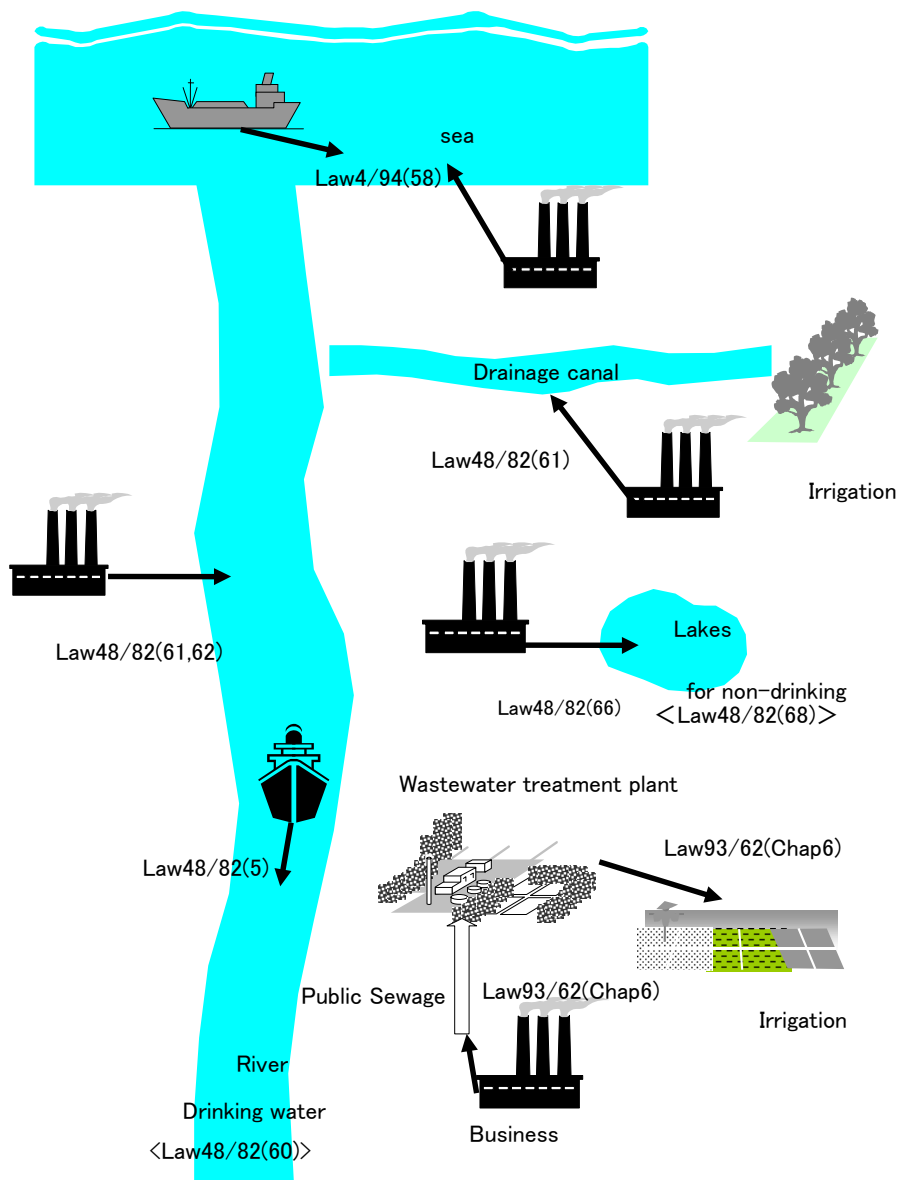 sea
Law4/94(58)
Drainage canal
Law48/82(61)
Irrigation
Law48/82(61,62)
Lakes
for non-drinking
<Law48/82(68)>
Law48/82(66)
Wastewater treatment plant
Law48/82(5)
Law93/62(Chap6)
Public Sewage
Law93/62(Chap6)
Irrigation
River
Drinking water
<Law48/82(60)>
Business